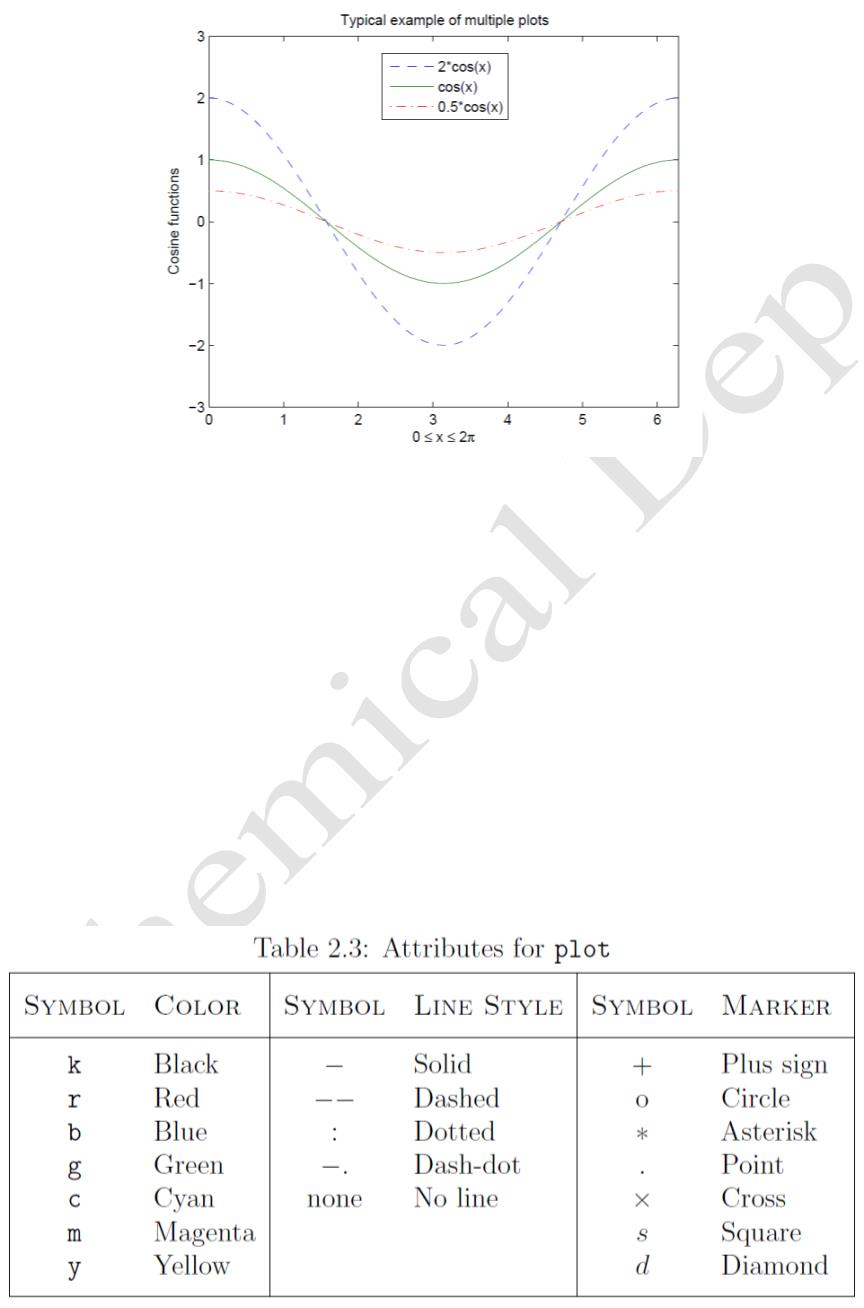 Typical example of multiple plots
3
2*cos(x)
cos(x)
0.5*cos(x)
2
1
0
−1
−2
−3
Cosine functions
0 1 2 3 4 5 6
0 ≤ x ≤ 2π
hemical Dep
Table 2.3: Attributes for plot
SYMBOL COLOR SYMBOL LINE STYLE SYMBOL MARKER
k Black − Solid + Plus sign
r Red −− Dashed o Circle
b Blue : Dotted ∗ Asterisk
g Green −. Dash-dot . Point
c Cyan none No line × Cross
m Magenta s Square
y Yellow d Diamond